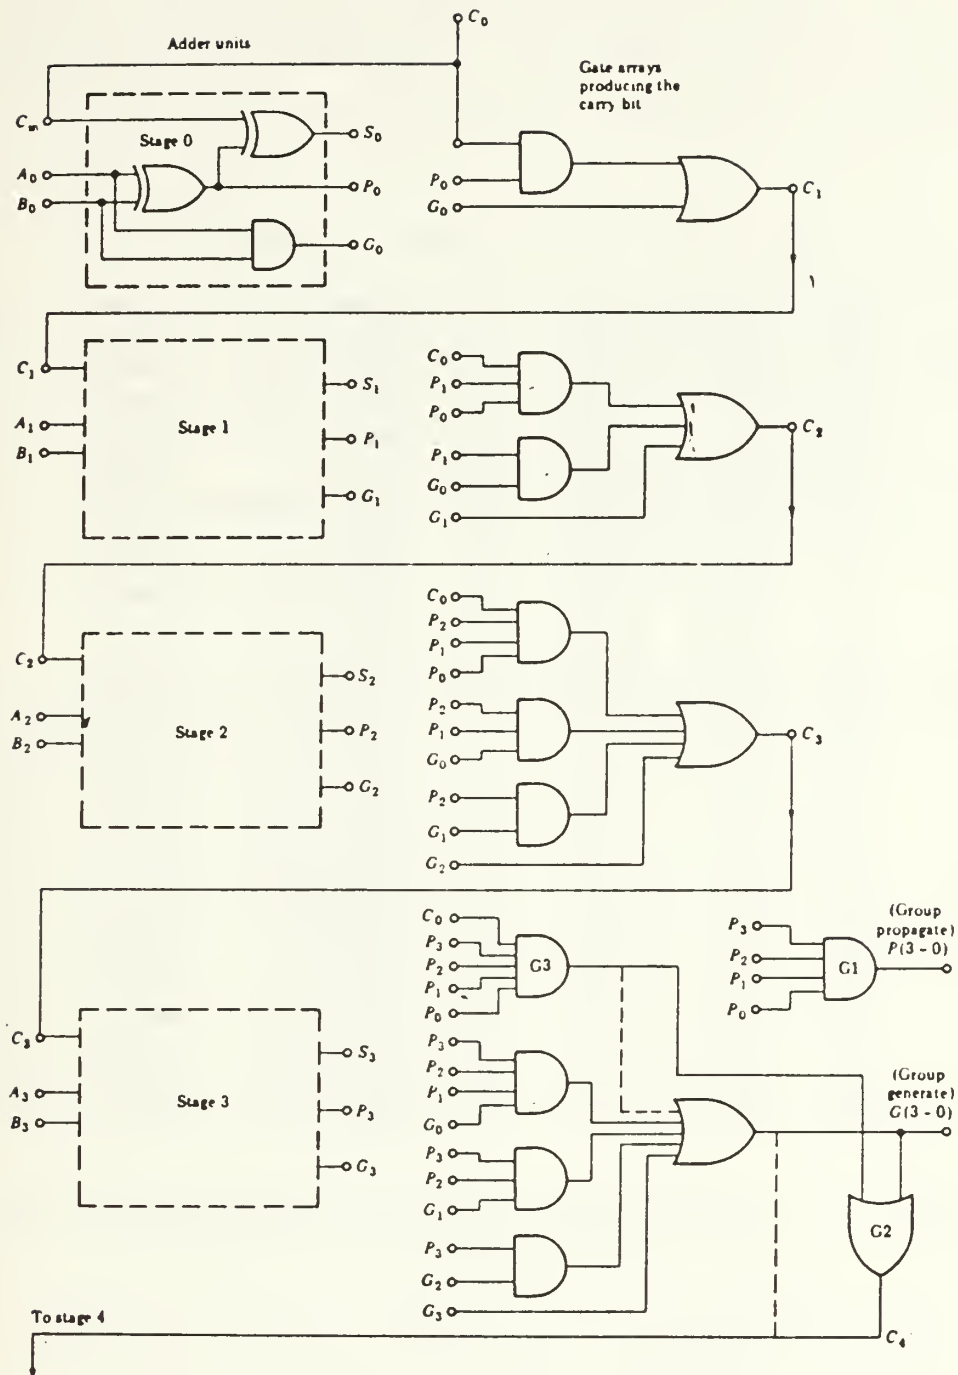 C0
Adder units
Gate arrays
producing the
carry bit
Cin
Stage 0
S0
A0
P0
B0
G0
P0
G0
C1
C1
Stage 1
A1
B1
S1
P1
G1
C0
P1
P0
P1
G0
G1
C2
C2
Stage 2
A2
B2
S2
P2
G2
C0
P2
P1
P0
P2
P1
G0
P2
G1
G2
C3
C3
Stage 3
A3
B3
S3
P3
G3
C0
P3
P2
P1
P0
G3
P3
P2
P1
G0
P3
P2
G1
P3
G2
G3
P3
P2
P1
P0
G1
(Group
propagate)
P(3-0)
(Group
generate)
G(3-0)
G2
C4
To stage 4